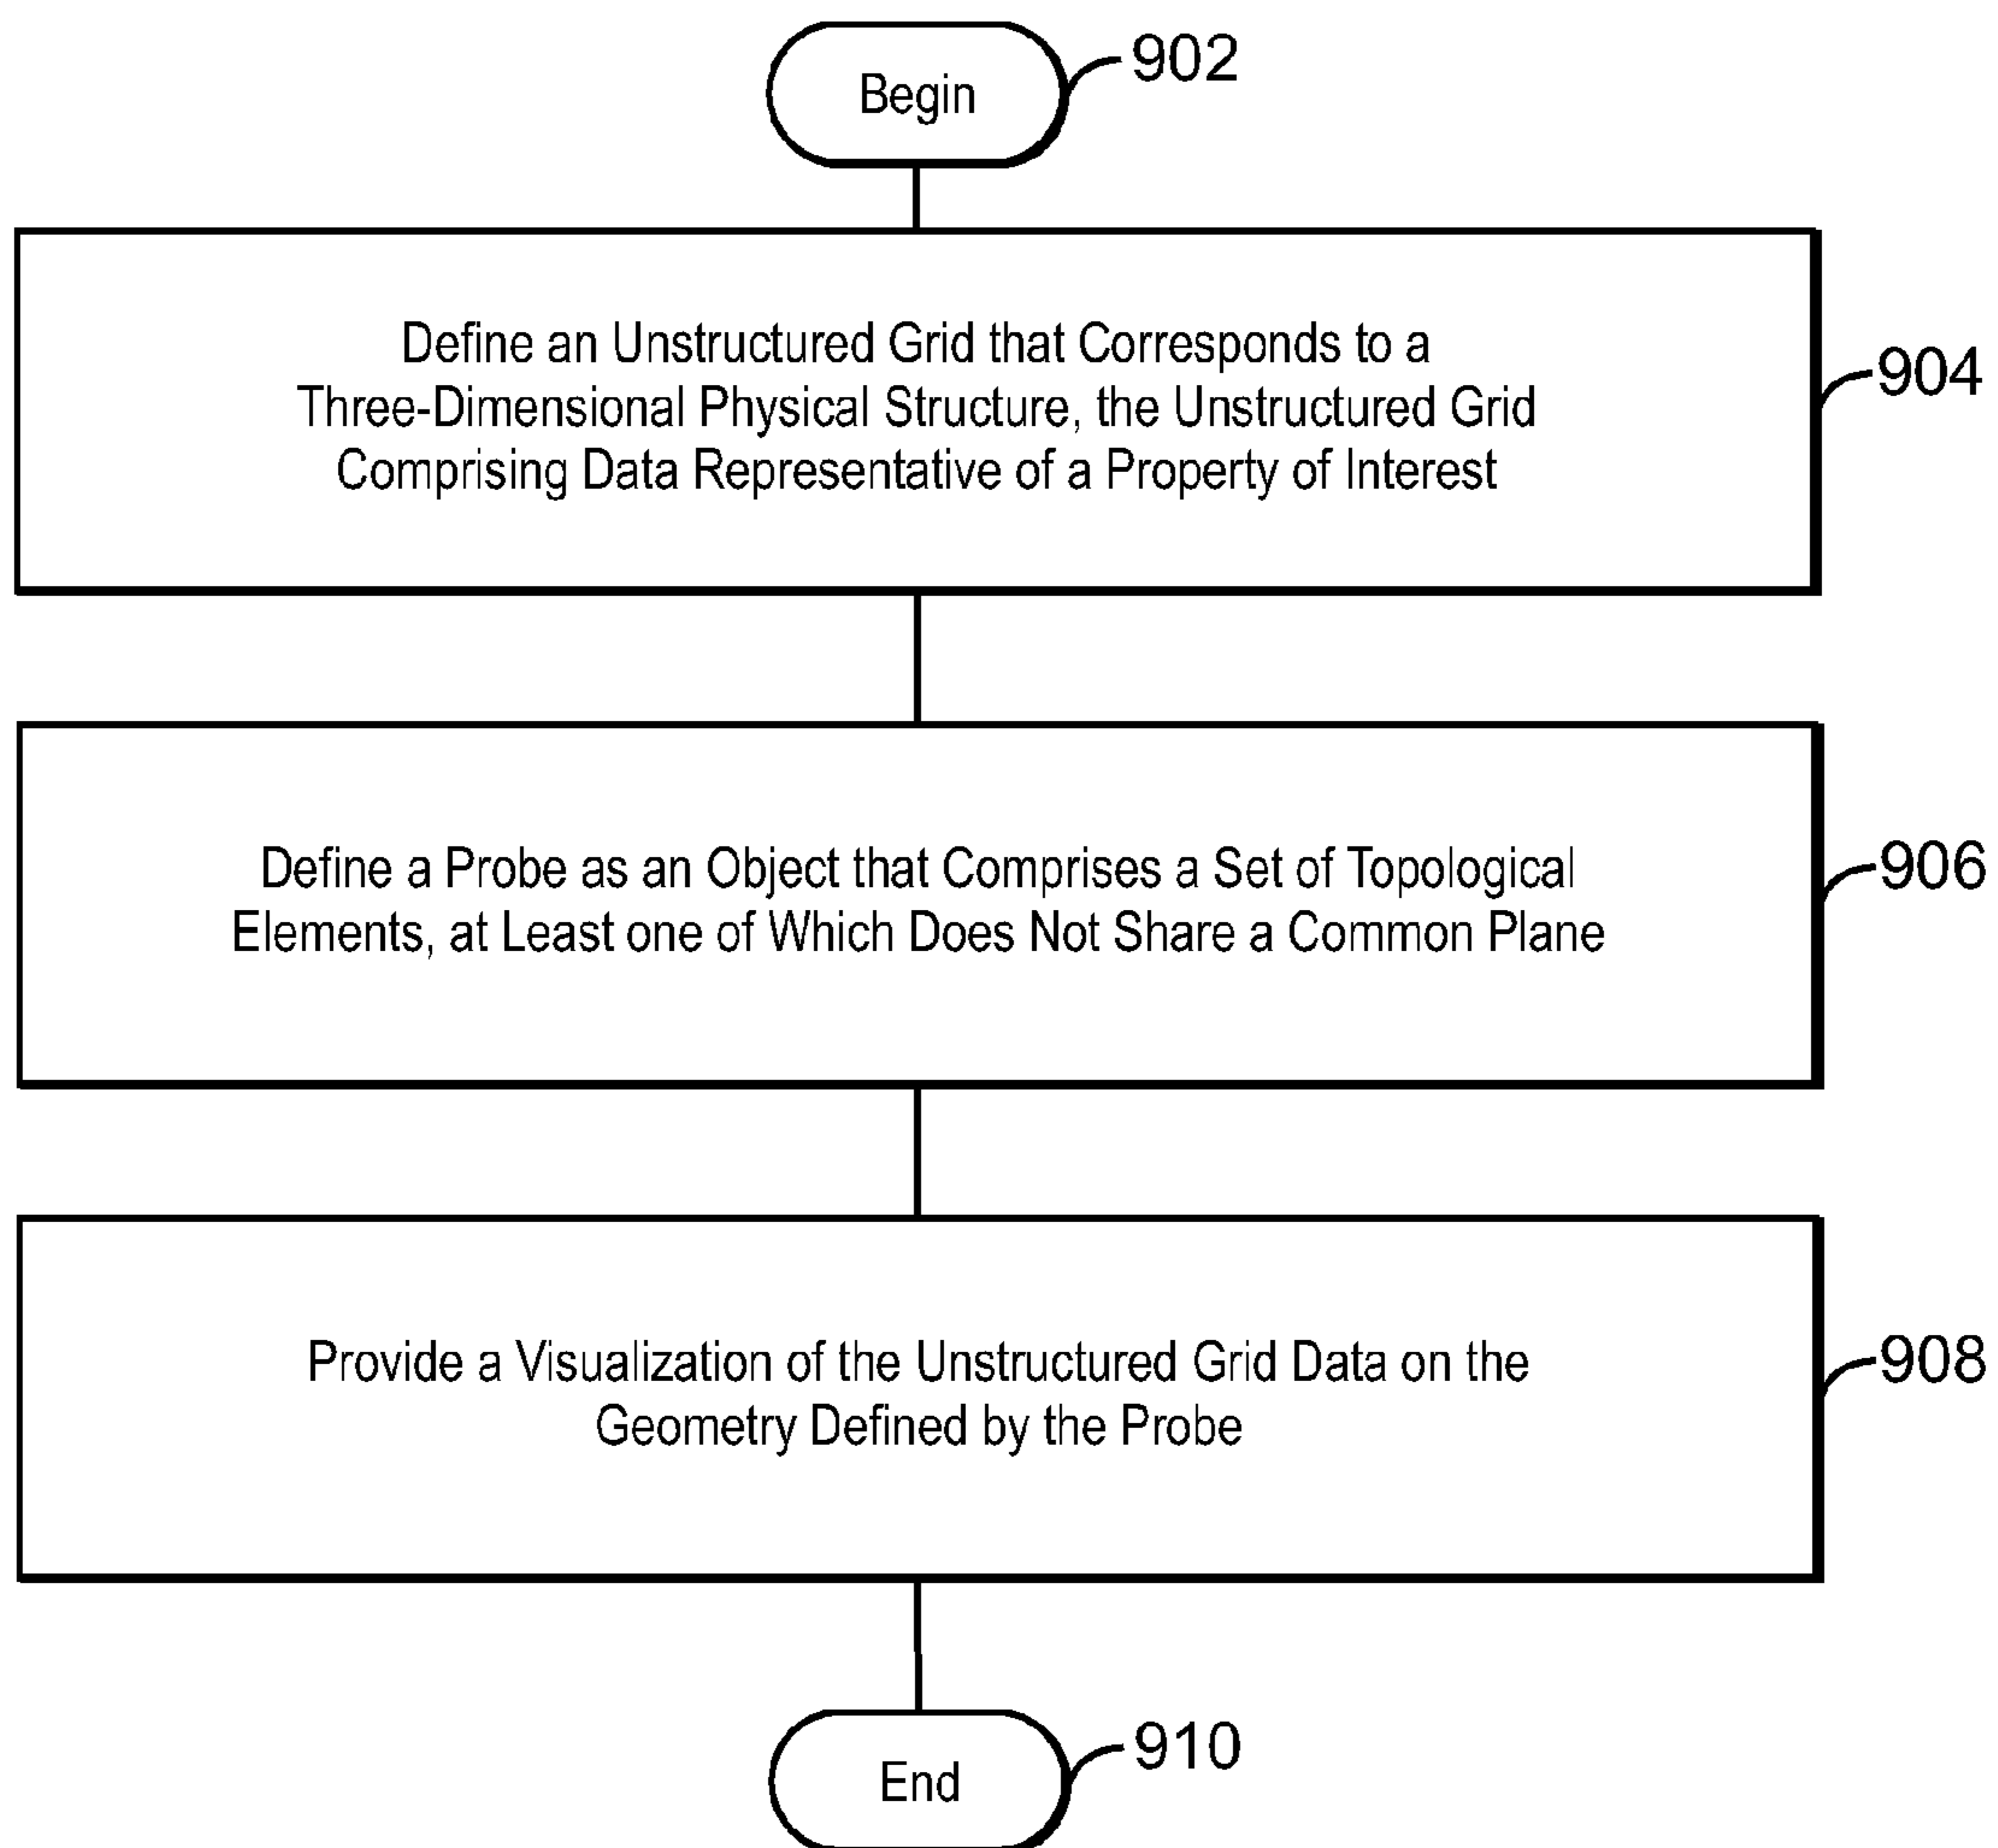 Begin
902
Define an Unstructured Grid that Corresponds to a
Three-Dimensional Physical Structure, the Unstructured Grid
Comprising Data Representative of a Property of Interest
904
Define a Probe as an Object that Comprises a Set of Topological
Elements, at Least one of Which Does Not Share a Common Plane
906
Provide a Visualization of the Unstructured Grid Data on the
Geometry Defined by the Probe
908
End
910